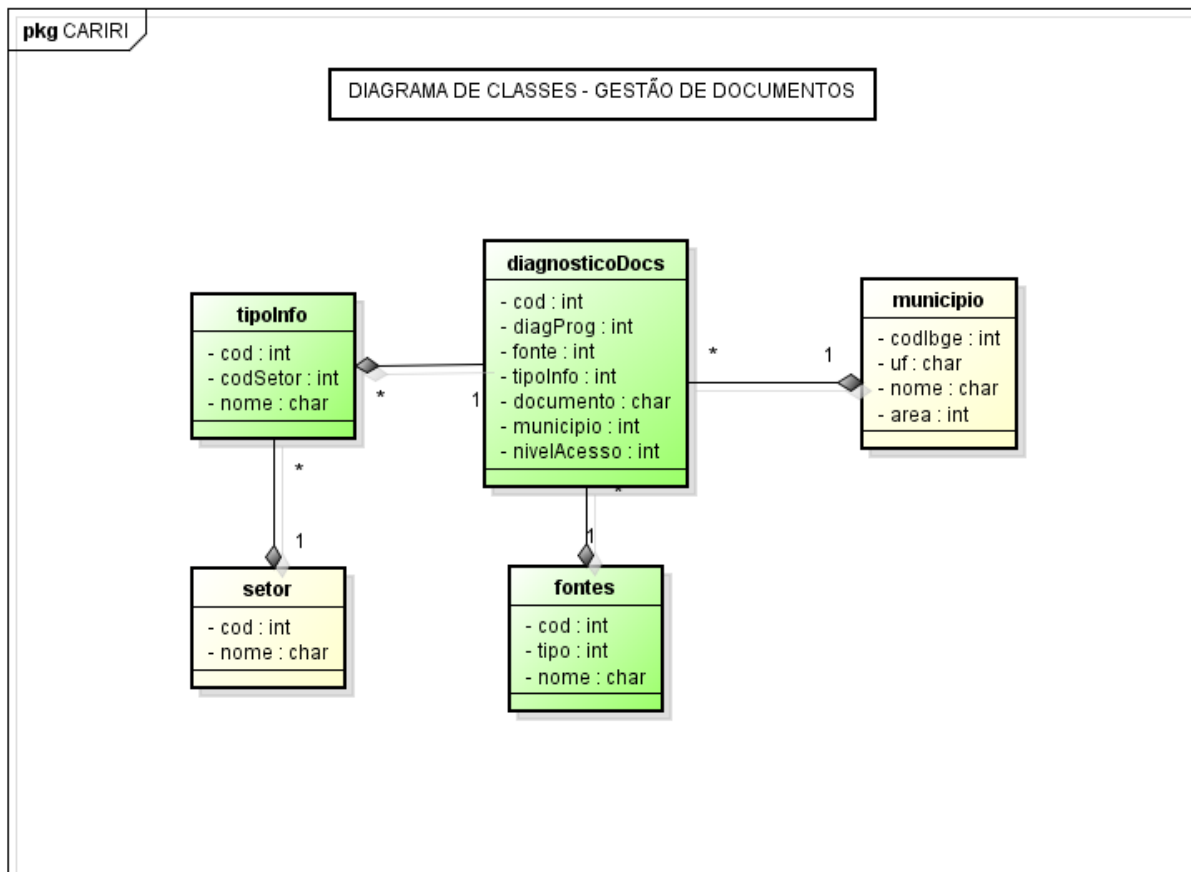 pkg CARIRI
DIAGRAMA DE CLASSES - GESTÃO DE DOCUMENTOS
diagnosticoDocs
- cod : int
- diagProg : int
- fonte : int
- tipoInfo : int
- documento : char
- municipio : int
- nivelAcesso : int
tipoInfo
- cod : int
- codSetor : int
- nome : char
municipio
- codIbge : int
- uf : char
- nome : char
- area : int
*
1
*
1
*
1
*
1
setor
- cod : int
- nome : char
fontes
- cod : int
- tipo : int
- nome : char